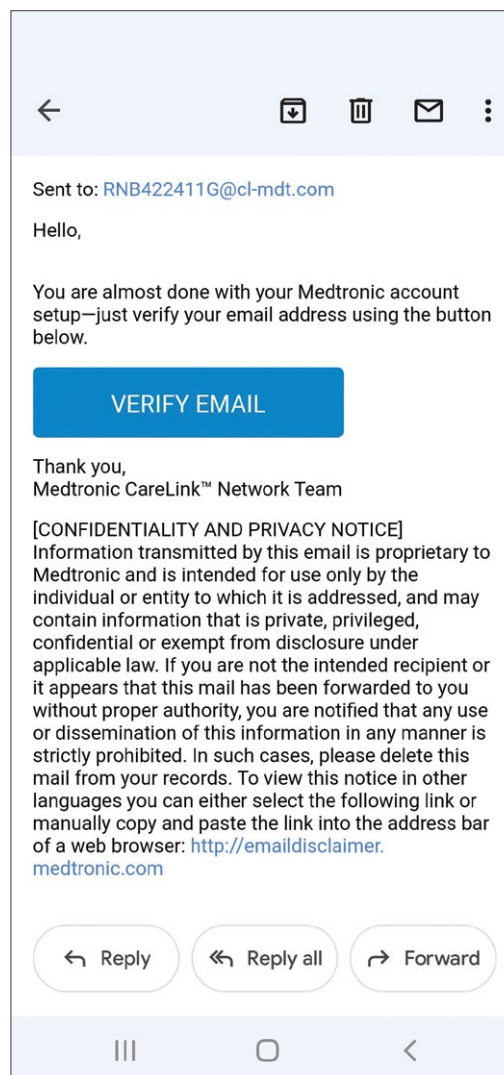 Sent to: RNB422411G@cl-mdt.com
Hello,
You are almost done with your Medtronic account
setup—just verify your email address using the button
below.
VERIFY EMAIL
Thank you,
Medtronic CareLink™ Network Team
[CONFIDENTIALITY AND PRIVACY NOTICE]
Information transmitted by this email is proprietary to
Medtronic and is intended for use only by the
individual or entity to which it is addressed, and may
contain information that is private, privileged,
confidential or exempt from disclosure under
applicable law. If you are not the intended recipient or
it appears that this mail has been forwarded to you
without proper authority, you are notified that any use
or dissemination of this information in any manner is
strictly prohibited. In such cases, please delete this
mail from your records. To view this notice in other
languages you can either select the following link or
manually copy and paste the link into the address bar
of a web browser: http://emaildisclaimer.
medtronic.com
Reply Reply all Forward